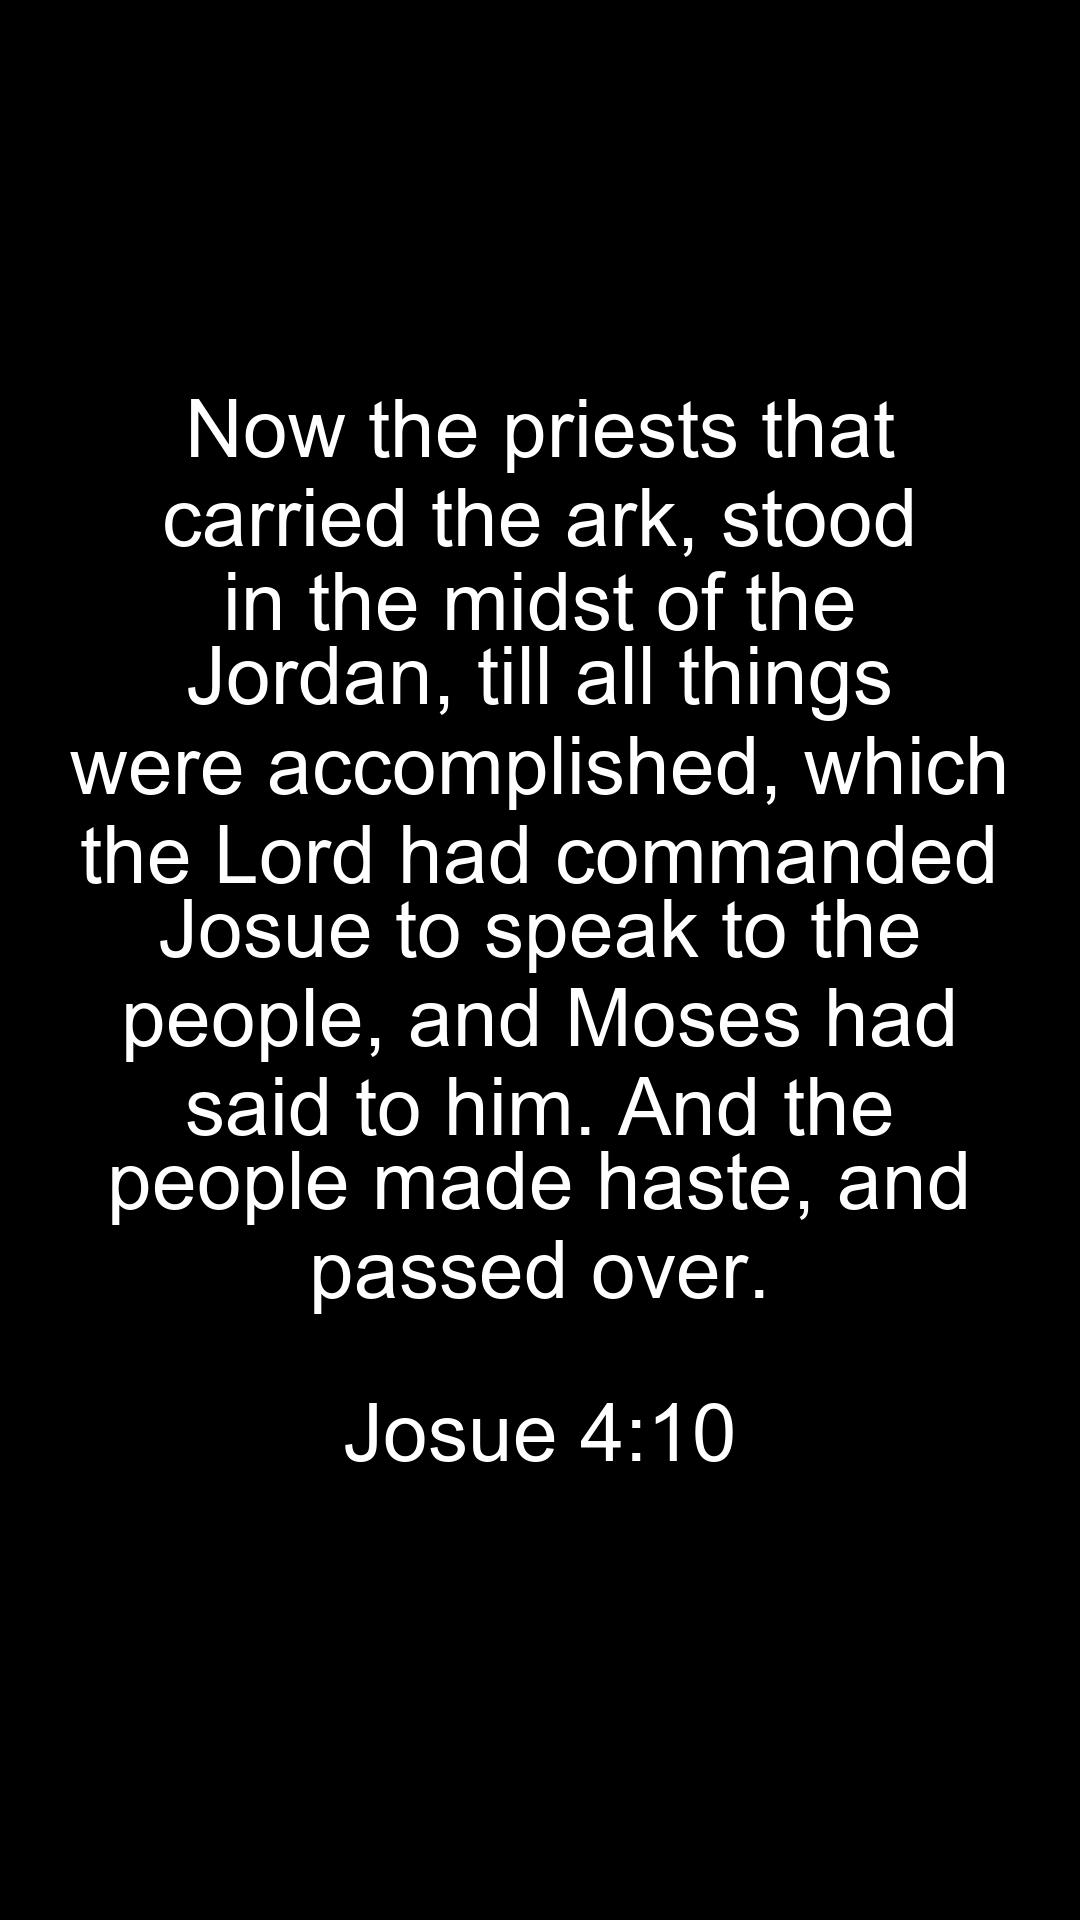 Now the priests that
carried the ark, stood
in the midst of the
Jordan, till all things
were accomplished, which
the Lord had commanded
Josue to speak to the
people, and Moses had
said to him. And the
people made haste, and
passed over.
Josue 4:10